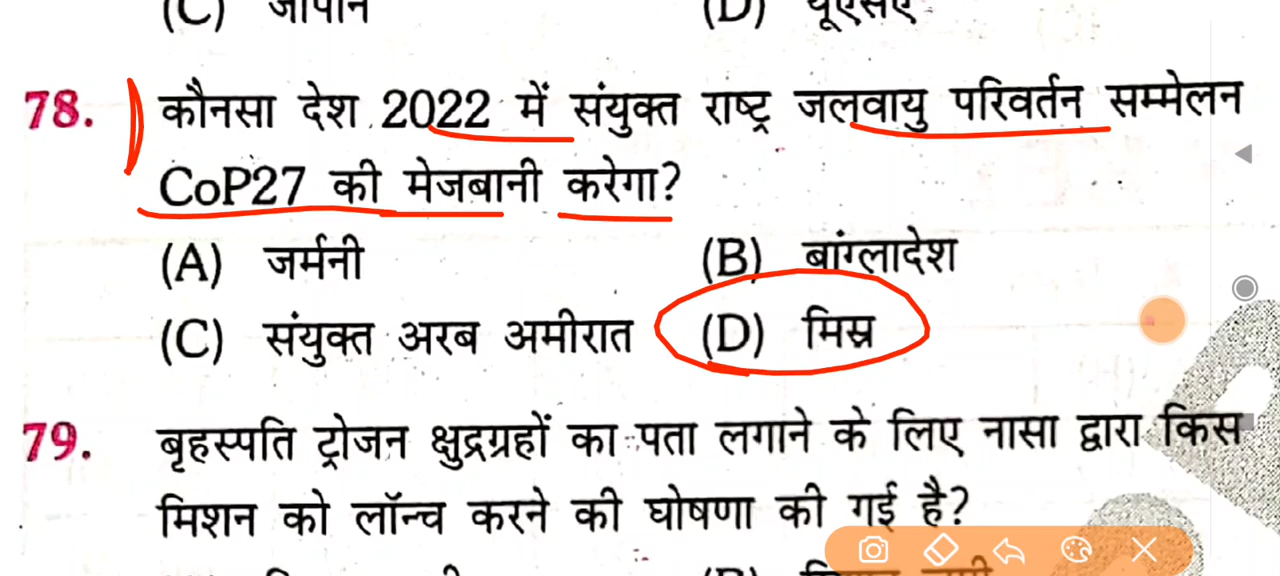 (C) जापान (D) यूएसए
78. कौनसा देश 2022 में संयुक्त राष्ट्र जलवायु परिवर्तन सम्मेलन
CoP27 की मेजबानी करेगा?
(A) जर्मनी (B) बांग्लादेश
(C) संयुक्त अरब अमीरात (D) मिस्र
79. बृहस्पति ट्रोजन क्षुद्रग्रहों का पता लगाने के लिए नासा द्वारा किस
मिशन को लॉन्च करने की घोषणा की गई है?